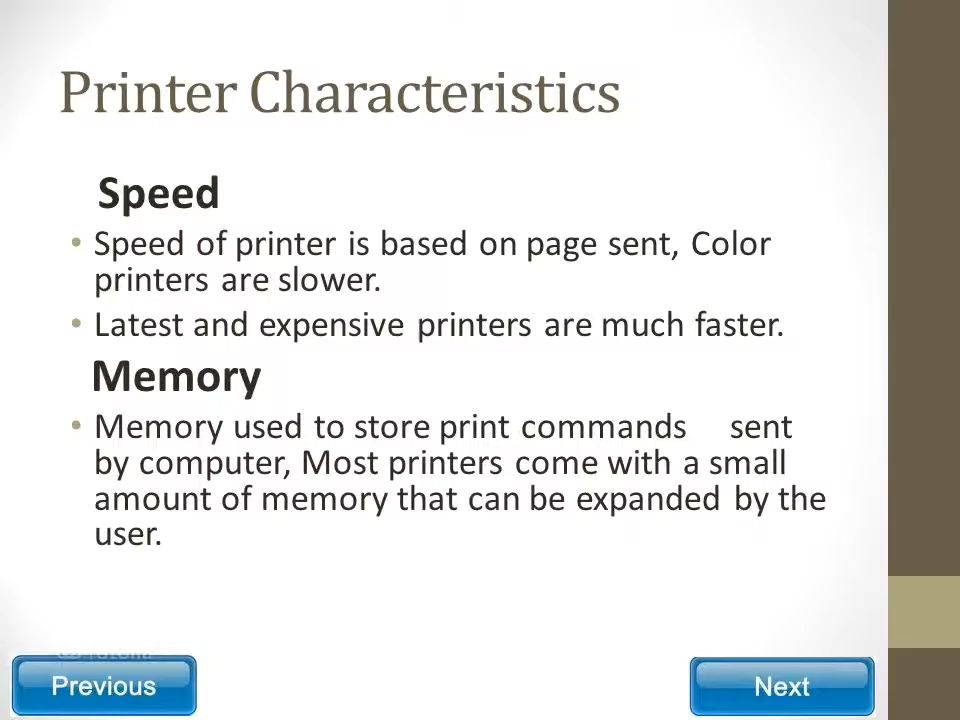 Printer Characteristics
Speed
• Speed of printer is based on page sent, Color
printers are slower.
• Latest and expensive printers are much faster.
Memory
• Memory used to store print commands sent
by computer, Most printers come with a small
amount of memory that can be expanded by the
user.
Previous
Next